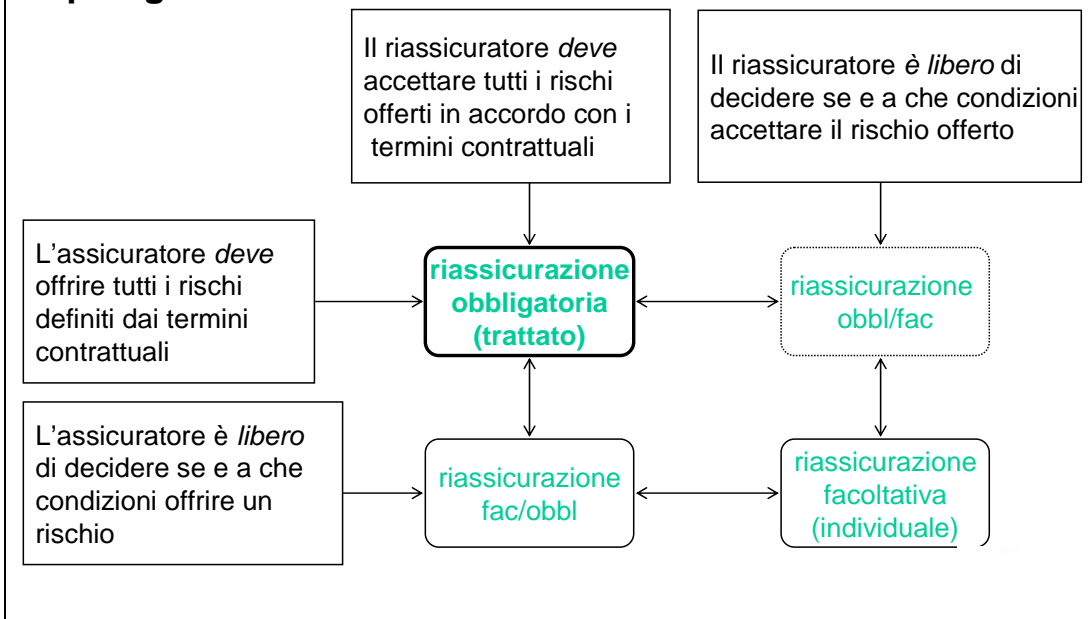 Il riassicuratore deve
accettare tutti i rischi
offerti in accordo con i
termini contrattuali
Il riassicuratore è libero di
decidere se e a che condizioni
accettare il rischio offerto
L'assicuratore deve
offrire tutti i rischi
definiti dai termini
contrattuali
riassicurazione
obbligatoria
(trattato)
riassicurazione
obbl/fac
L'assicuratore è libero
di decidere se e a che
condizioni offrire un
rischio
riassicurazione
fac/obbl
riassicurazione
facoltativa
(individuale)